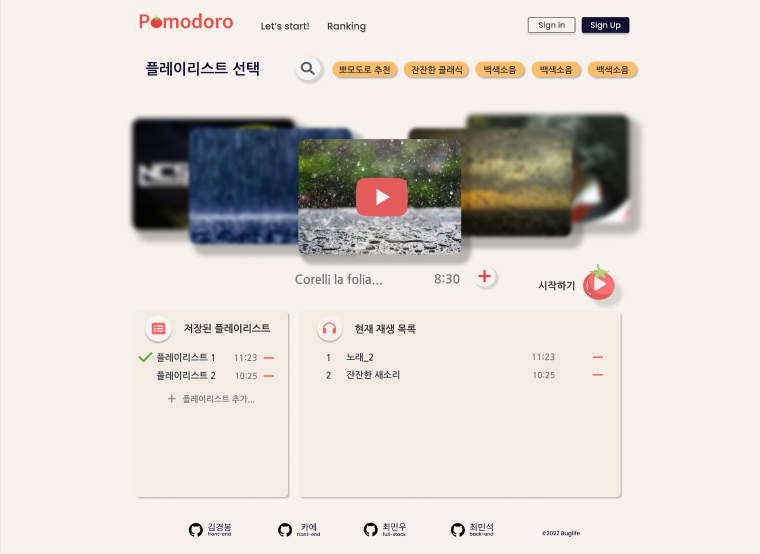 Pomodoro
Let's start!
Ranking
Sign in
Sign Up
플레이리스트 선택
뽀모도로 추천
잔잔한 클래식
백색소음
백색소음
백색소음
NCS
Corelli la folia...
8:30
시작하기
저장된 플레이리스트
플레이리스트 1 11:23
플레이리스트 2 10:25
플레이리스트 추가...
현재 재생 목록
1 노래_2 11:23
2 잔잔한 새소리 10:25
김경봉
front-end
카에
front-end
최민우
full-stack
최민석
back-end
©2022 Buglife